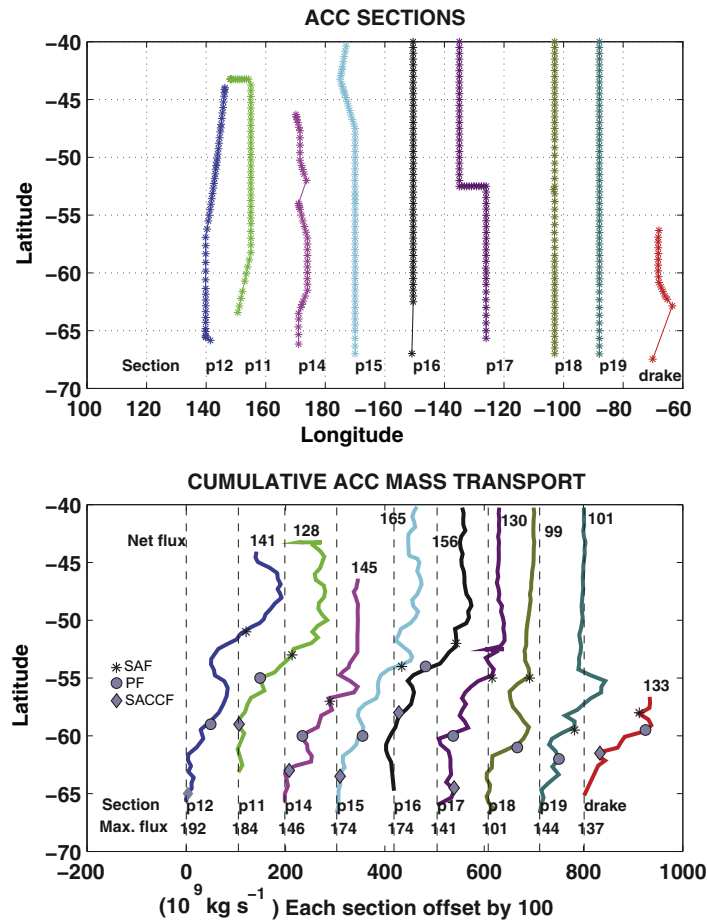 ACC SECTIONS
−40
−45
−50
−55
−60
−65
−70
Latitude
Section p12 p11 p14 p15 p16 p17 p18 p19 drake
100 120 140 160 180 −160 −140 −120 −100 −80 −60
Longitude
CUMULATIVE ACC MASS TRANSPORT
−40
−45
−50
−55
−60
−65
−70
Latitude
Net flux 141 128 145 165 156 130 99 101 133
SAF
PF
SACCF
Section p12 p11 p14 p15 p16 p17 p18 p19 drake
Max. flux 192 184 146 174 174 141 101 144 137
−200 0 200 400 600 800 1000
(10^9 kg s^−1) Each section offset by 100